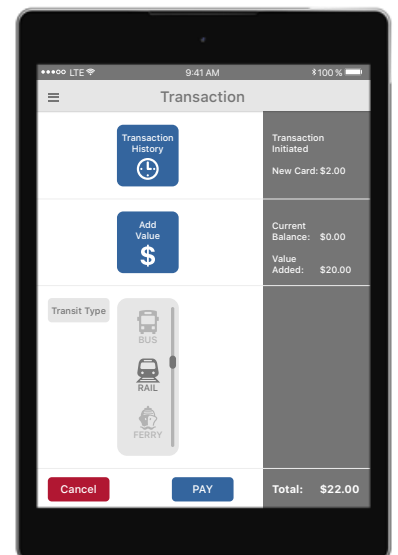 LTE 9:41 AM 100 %
Transaction
Transaction
History
Transaction
Initiated
New Card: $2.00
Add
Value
$
Current
Balance: $0.00
Value
Added: $20.00
Transit Type
BUS
RAIL
FERRY
Cancel
PAY
Total: $22.00